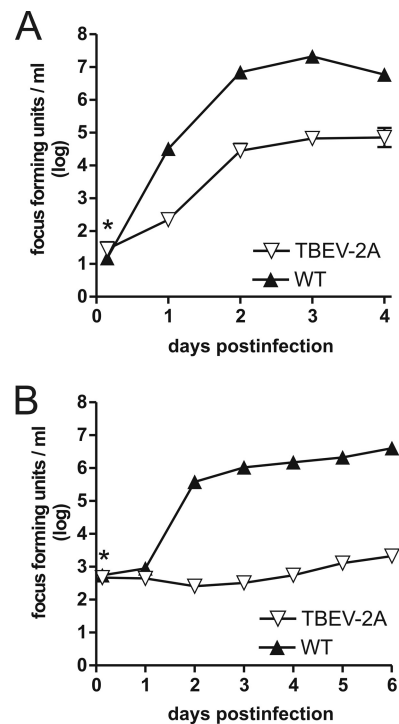 A
8
7
6
5
4
3
2
1
0
focus forming units / ml
(log)
*
TBEV-2A
WT
0 1 2 3 4
days postinfection
B
8
7
6
5
4
3
2
1
0
focus forming units / ml
(log)
*
TBEV-2A
WT
0 1 2 3 4 5 6
days postinfection